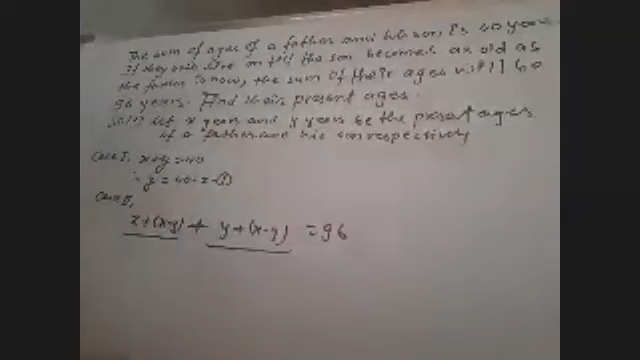 The sum of ages of a father and his son is 40 years
If they both live on till the son becomes as old as
the father is now, the sum of their ages will be
96 years. Find their present ages.
Soln: let x years and y years be the present ages
of a father and his son respectively
Case I, x+y=40
∴ y = 40-x-①
Case II,
x+(x-y) + y+(x-y) = 96